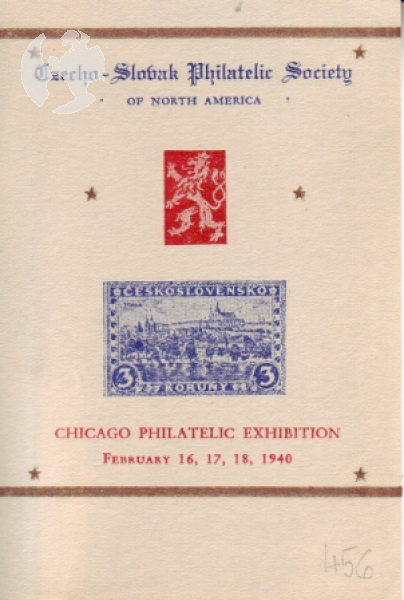 Czecho-Slovak Philatelic Society
OF NORTH AMERICA
ČESKOSLOVENSKO
3 KORUNY 3
CHICAGO PHILATELIC EXHIBITION
FEBRUARY 16, 17, 18, 1940
456